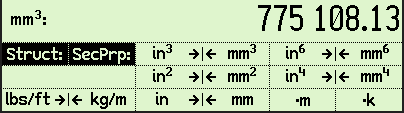 mm³: 775 108.13
Struct: SecPrp: in³ →|← mm³ in⁶ →|← mm⁶
in² →|← mm² in⁴ →|← mm⁴
lbs/ft →|← kg/m in →|← mm ·m ·k